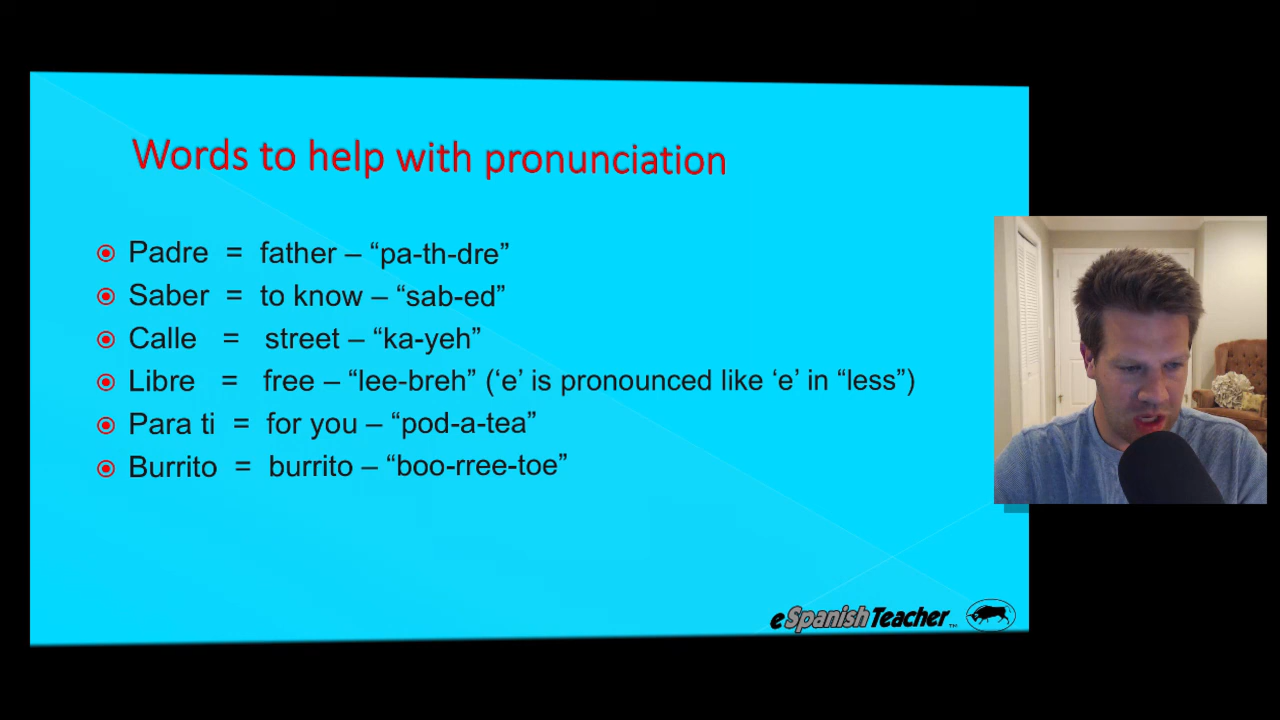 Words to help with pronunciation
Padre = father – “pa-th-dre”
Saber = to know – “sab-ed”
Calle = street – “ka-yeh”
Libre = free – “lee-breh” (‘e’ is pronounced like ‘e’ in “less”)
Para ti = for you – “pod-a-tea”
Burrito = burrito – “boo-rree-toe”
eSpanishTeacher™